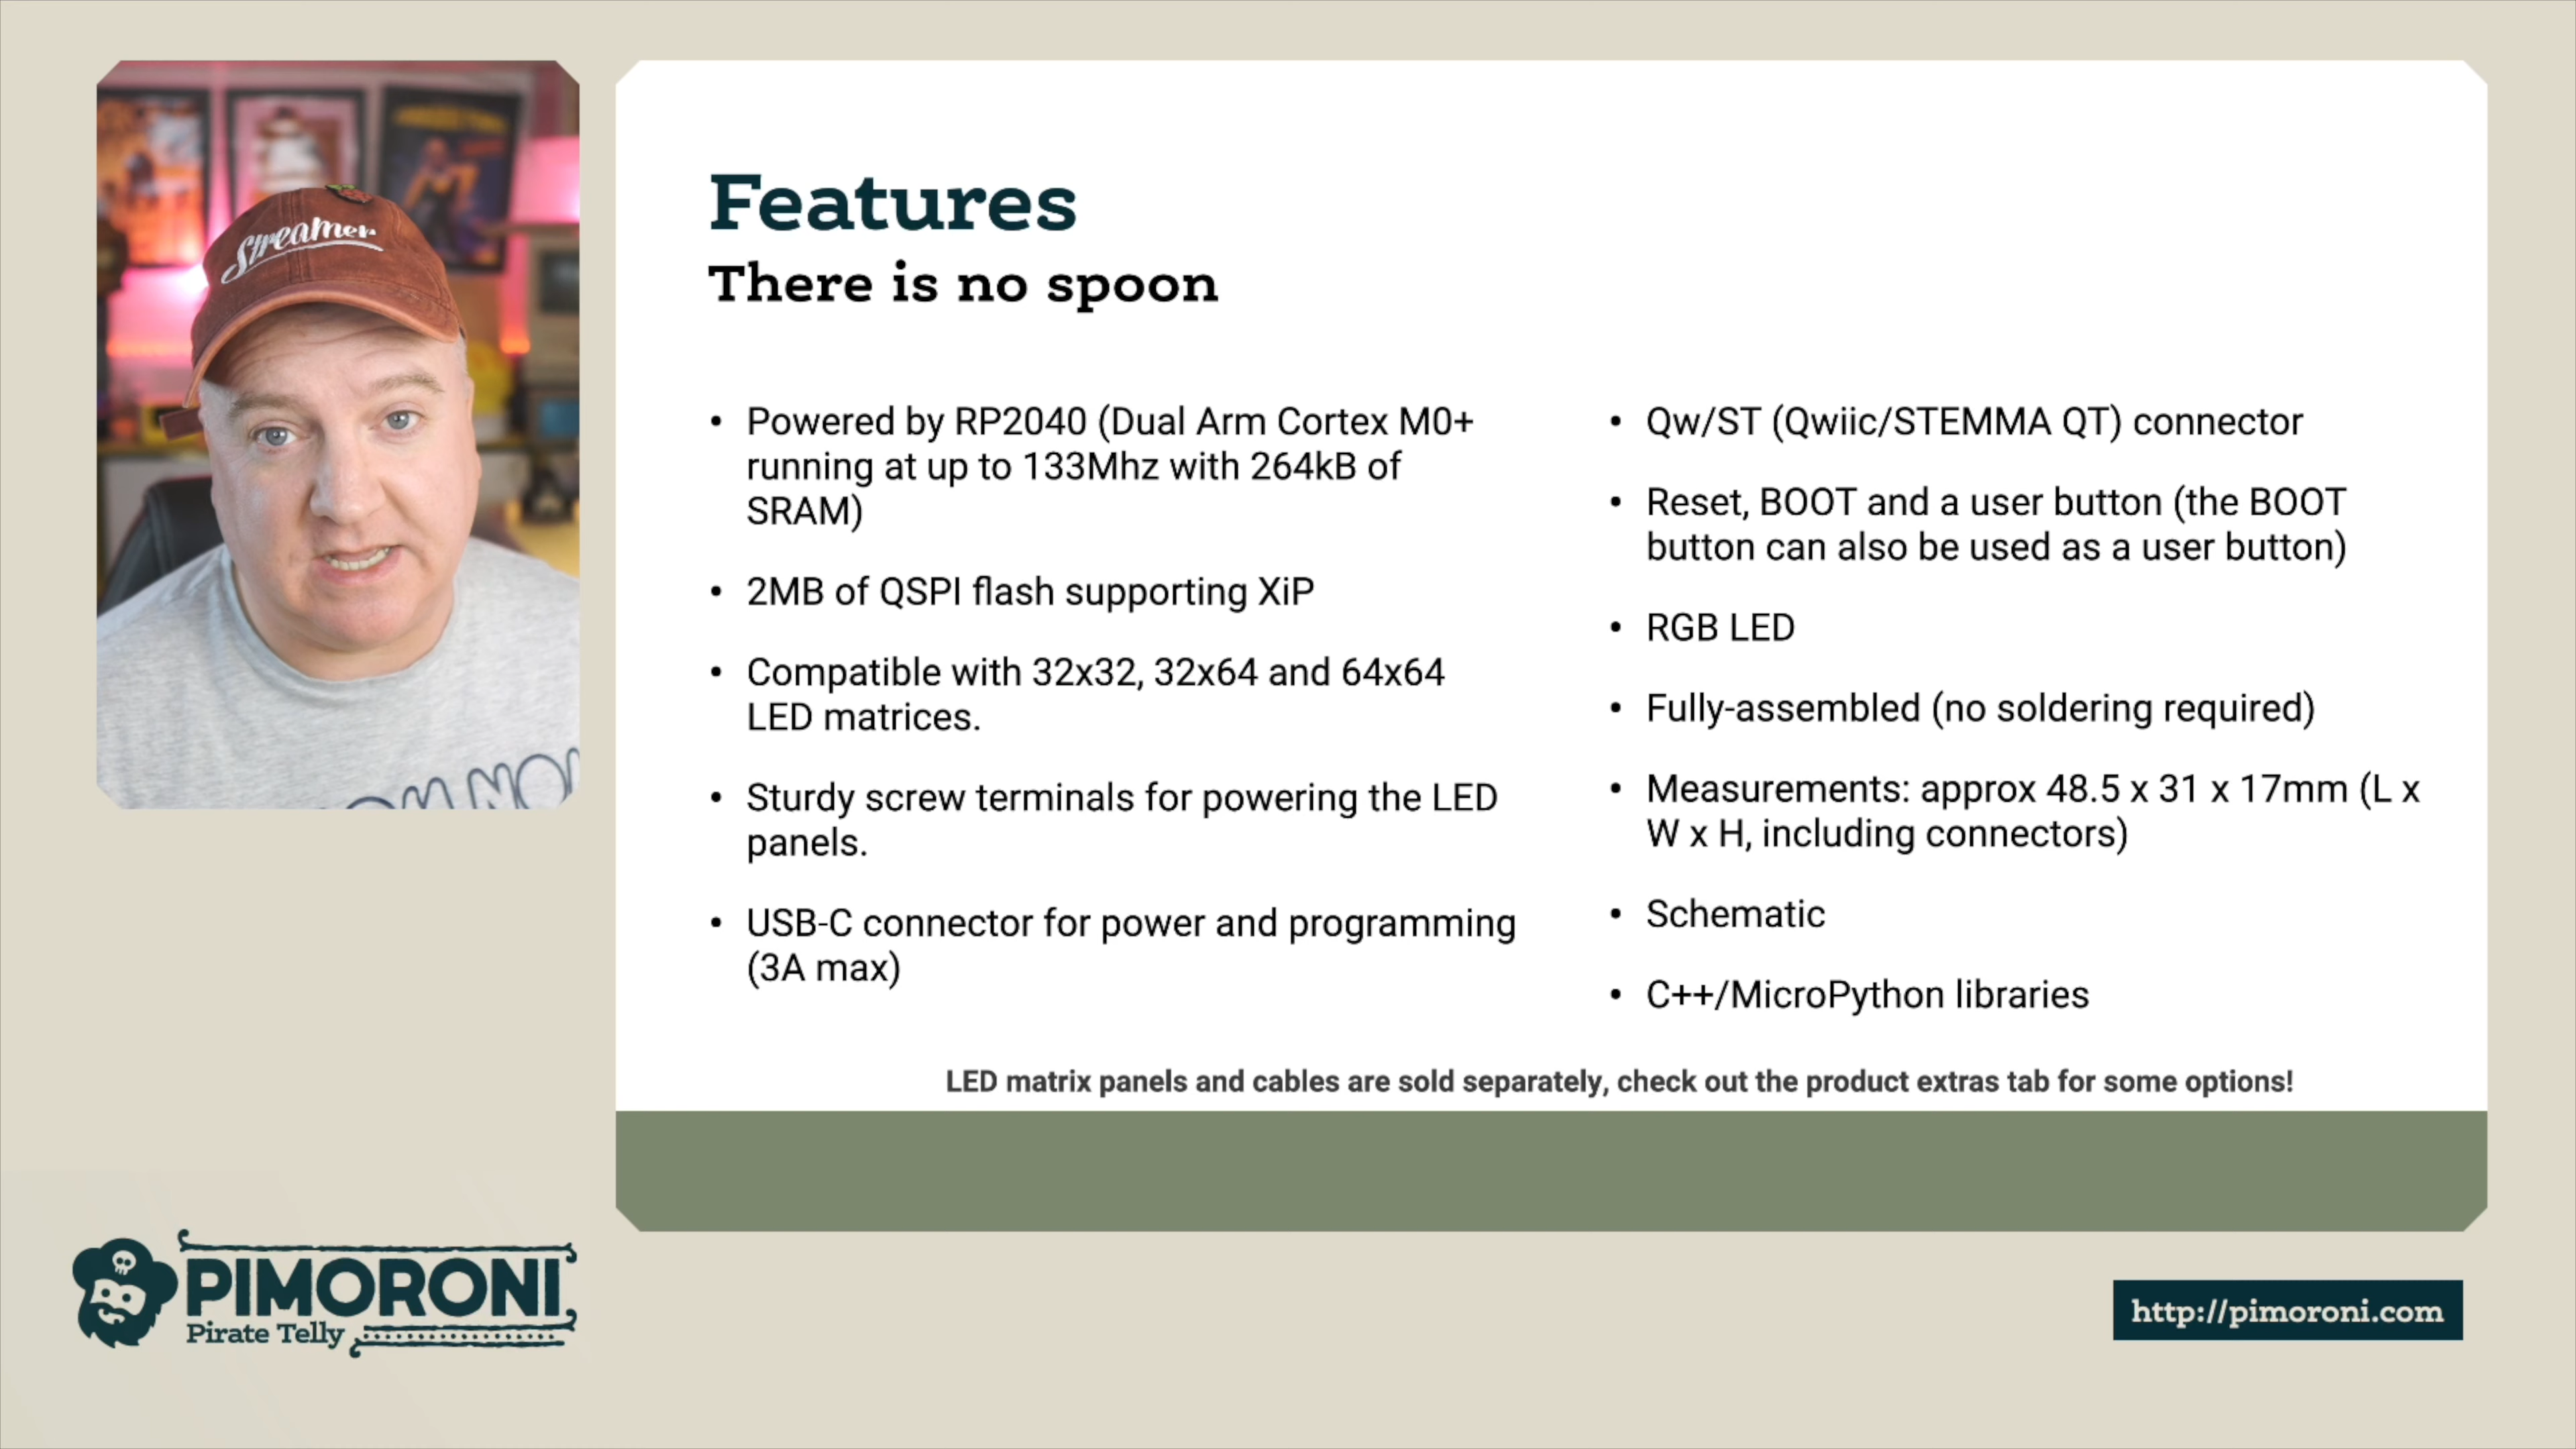 Streamer
Features
There is no spoon
• Powered by RP2040 (Dual Arm Cortex M0+
running at up to 133Mhz with 264kB of
SRAM)
• 2MB of QSPI flash supporting XiP
• Compatible with 32x32, 32x64 and 64x64
LED matrices.
• Sturdy screw terminals for powering the LED
panels.
• USB-C connector for power and programming
(3A max)
• Qw/ST (Qwiic/STEMMA QT) connector
• Reset, BOOT and a user button (the BOOT
button can also be used as a user button)
• RGB LED
• Fully-assembled (no soldering required)
• Measurements: approx 48.5 x 31 x 17mm (L x
W x H, including connectors)
• Schematic
• C++/MicroPython libraries
LED matrix panels and cables are sold separately, check out the product extras tab for some options!
PIMORONI
Pirate Telly
http://pimoroni.com